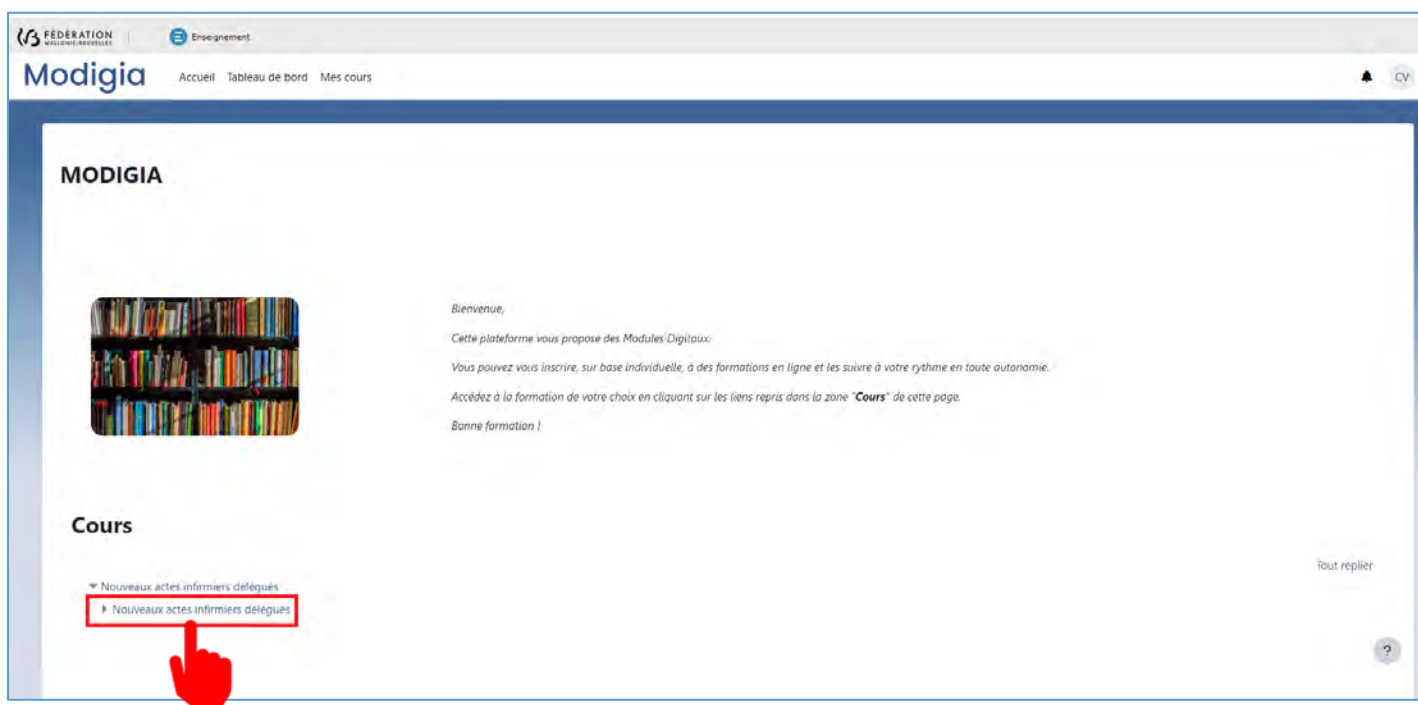 FÉDÉRATION
WALLONIE-BRUXELLES
Enseignement
Modigia
Accueil Tableau de bord Mes cours
CV
MODIGIA
Bienvenue,
Cette plateforme vous propose des Modules Digitaux.
Vous pouvez vous inscrire, sur base individuelle, à des formations en ligne et les suivre à votre rythme en toute autonomie.
Accédez à la formation de votre choix en cliquant sur les liens repris dans la zone "Cours" de cette page.
Bonne formation !
Cours
Tout replier
Nouveaux actes infirmiers délégués
Nouveaux actes infirmiers délégués
?